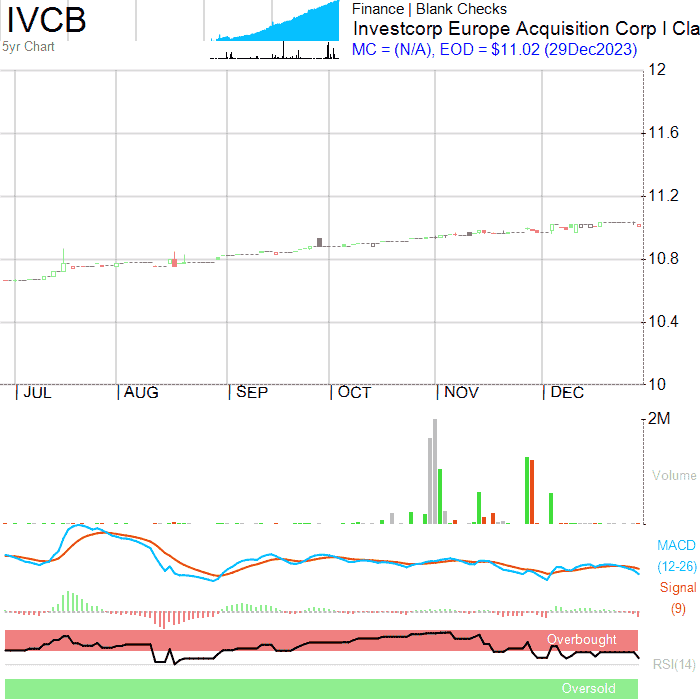 IVCB
5yr Chart
Finance | Blank Checks
Investcorp Europe Acquisition Corp I Cla
MC = (N/A), EOD = $11.02 (29Dec2023)
12
11.6
11.2
10.8
10.4
10
JUL
AUG
SEP
OCT
NOV
DEC
2M
Volume
MACD
(12-26)
Signal
(9)
Overbought
RSI(14)
Oversold